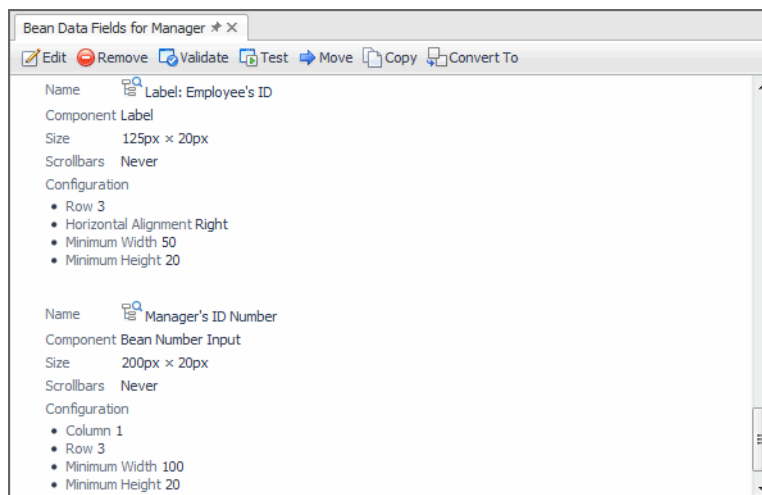 Bean Data Fields for Manager
Edit Remove Validate Test Move Copy Convert To
Name Label: Employee's ID
Component Label
Size 125px × 20px
Scrollbars Never
Configuration
• Row 3
• Horizontal Alignment Right
• Minimum Width 50
• Minimum Height 20
Name Manager's ID Number
Component Bean Number Input
Size 200px × 20px
Scrollbars Never
Configuration
• Column 1
• Row 3
• Minimum Width 100
• Minimum Height 20